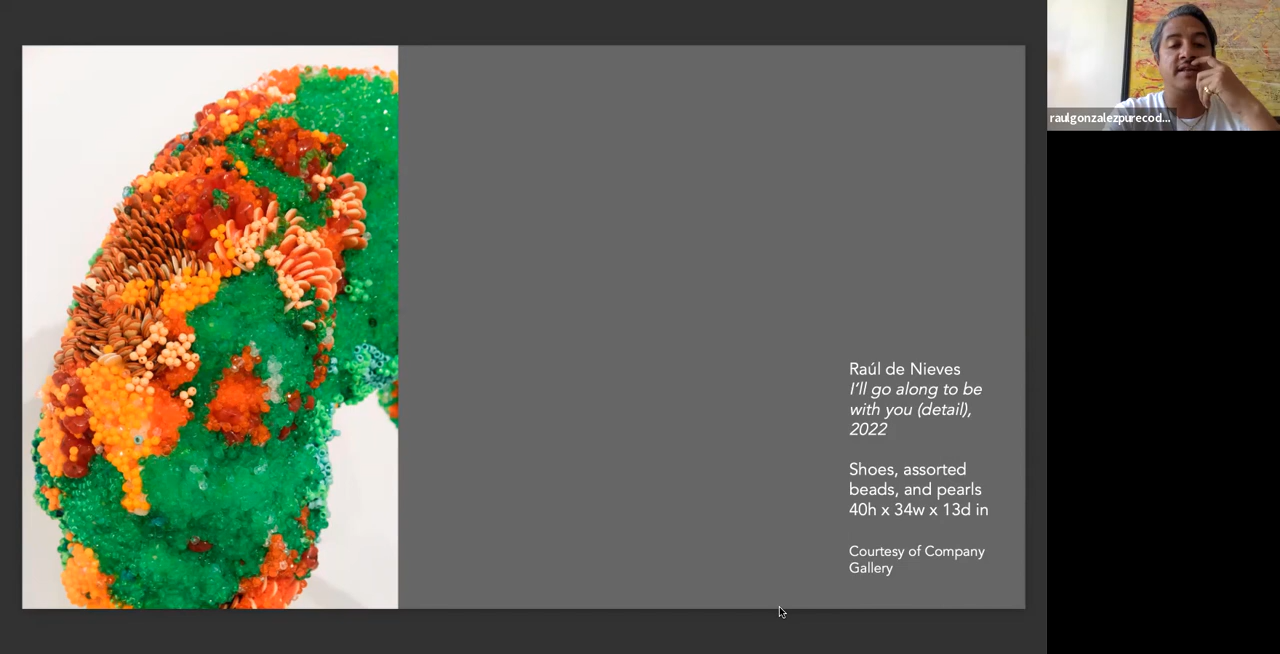 raulgonzalezpurecod...
Raúl de Nieves
I'll go along to be
with you (detail),
2022
Shoes, assorted
beads, and pearls
40h x 34w x 13d in
Courtesy of Company
Gallery